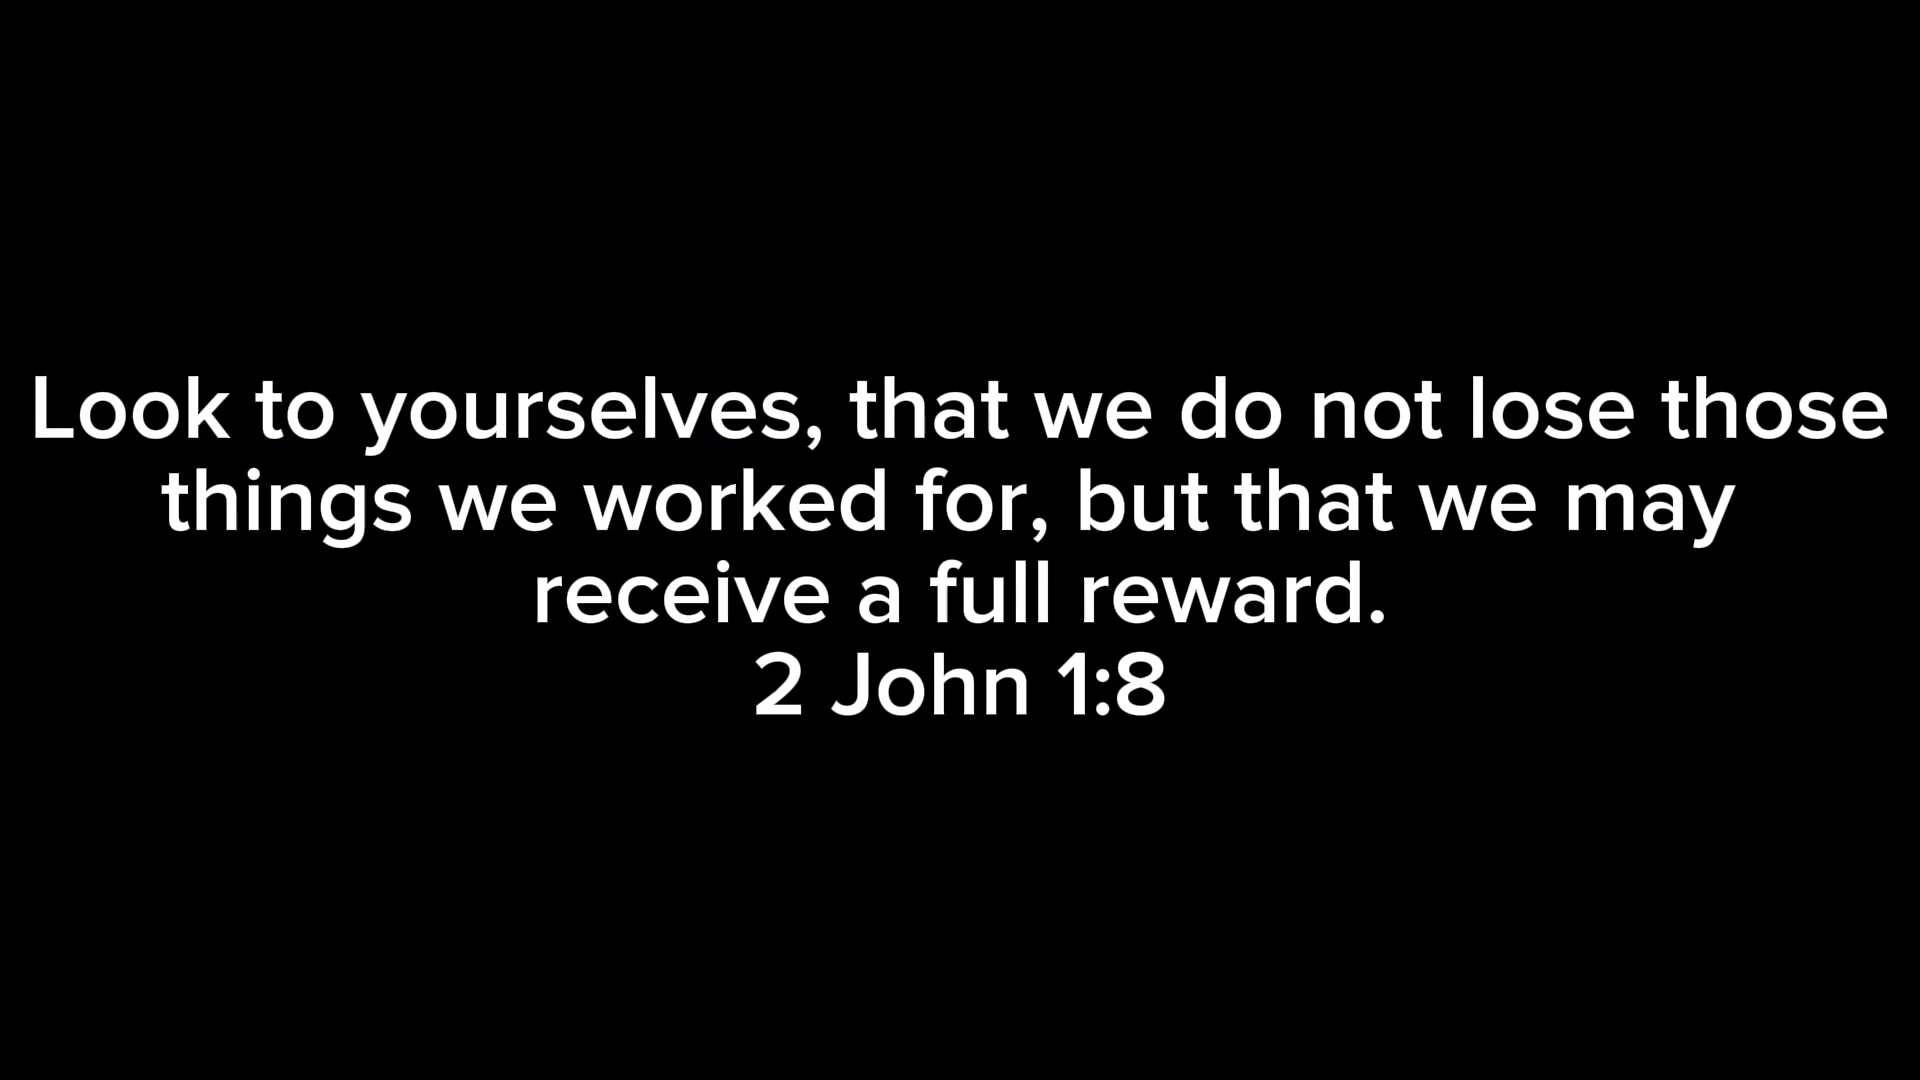 Look to yourselves, that we do not lose those
things we worked for, but that we may
receive a full reward.
2 John 1:8